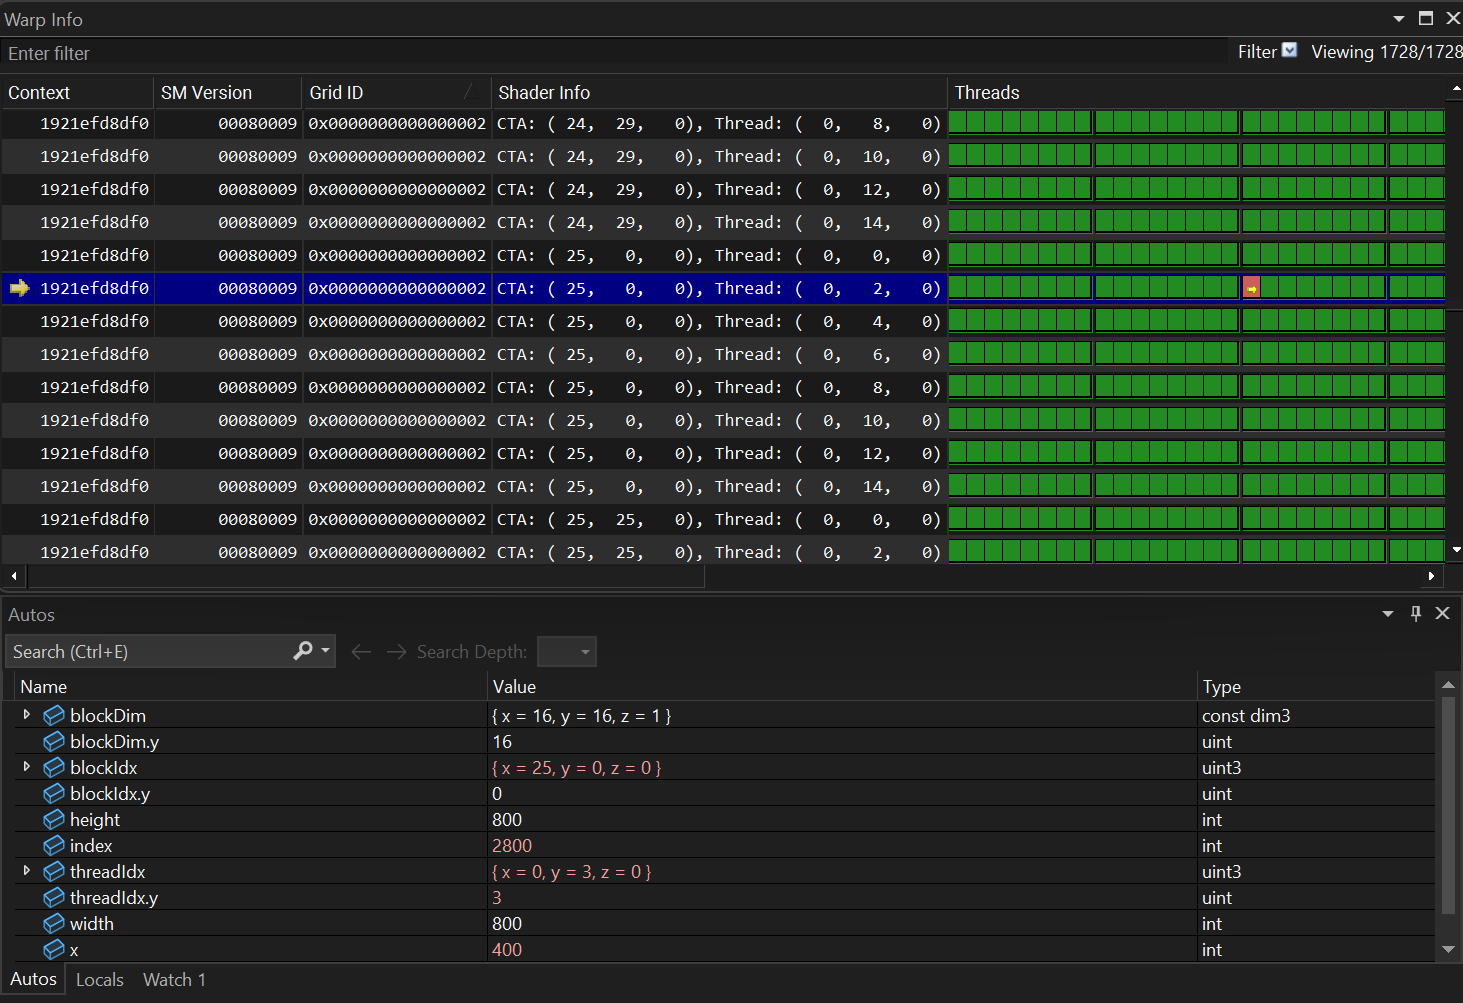 Warp Info
Enter filter
Filter Viewing 1728/1728
Context SM Version Grid ID Shader Info Threads
1921efd8df0 00080009 0x0000000000000002 CTA: ( 24, 29, 0), Thread: ( 0, 8, 0)
1921efd8df0 00080009 0x0000000000000002 CTA: ( 24, 29, 0), Thread: ( 0, 10, 0)
1921efd8df0 00080009 0x0000000000000002 CTA: ( 24, 29, 0), Thread: ( 0, 12, 0)
1921efd8df0 00080009 0x0000000000000002 CTA: ( 24, 29, 0), Thread: ( 0, 14, 0)
1921efd8df0 00080009 0x0000000000000002 CTA: ( 25, 0, 0), Thread: ( 0, 0, 0)
1921efd8df0 00080009 0x0000000000000002 CTA: ( 25, 0, 0), Thread: ( 0, 2, 0)
1921efd8df0 00080009 0x0000000000000002 CTA: ( 25, 0, 0), Thread: ( 0, 4, 0)
1921efd8df0 00080009 0x0000000000000002 CTA: ( 25, 0, 0), Thread: ( 0, 6, 0)
1921efd8df0 00080009 0x0000000000000002 CTA: ( 25, 0, 0), Thread: ( 0, 8, 0)
1921efd8df0 00080009 0x0000000000000002 CTA: ( 25, 0, 0), Thread: ( 0, 10, 0)
1921efd8df0 00080009 0x0000000000000002 CTA: ( 25, 0, 0), Thread: ( 0, 12, 0)
1921efd8df0 00080009 0x0000000000000002 CTA: ( 25, 0, 0), Thread: ( 0, 14, 0)
1921efd8df0 00080009 0x0000000000000002 CTA: ( 25, 25, 0), Thread: ( 0, 0, 0)
1921efd8df0 00080009 0x0000000000000002 CTA: ( 25, 25, 0), Thread: ( 0, 2, 0)
Autos
Search (Ctrl+E) Search Depth:
Name Value Type
blockDim { x = 16, y = 16, z = 1 } const dim3
blockDim.y 16 uint
blockIdx { x = 25, y = 0, z = 0 } uint3
blockIdx.y 0 uint
height 800 int
index 2800 int
threadIdx { x = 0, y = 3, z = 0 } uint3
threadIdx.y 3 uint
width 800 int
x 400 int
Autos Locals Watch 1